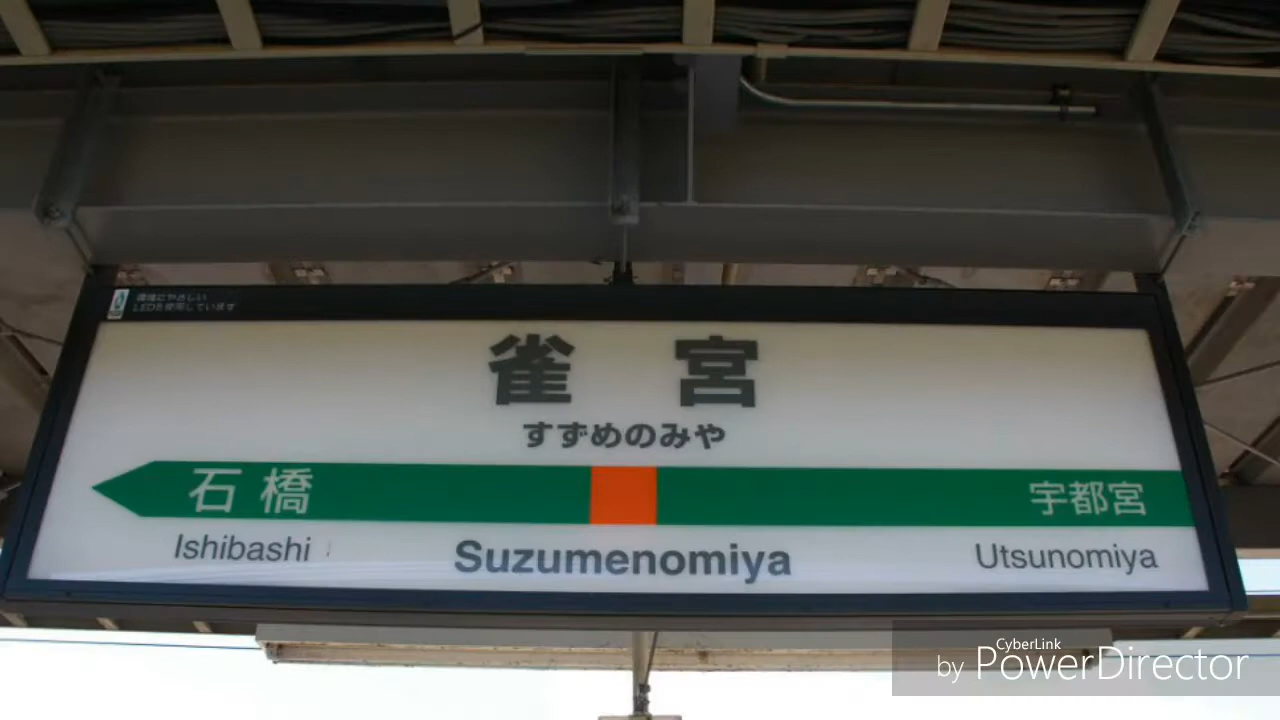 環境にやさしい
LEDを使用しています
雀宮
すずめのみや
石橋 宇都宮
Ishibashi Suzumenomiya Utsunomiya
CyberLink
by PowerDirector